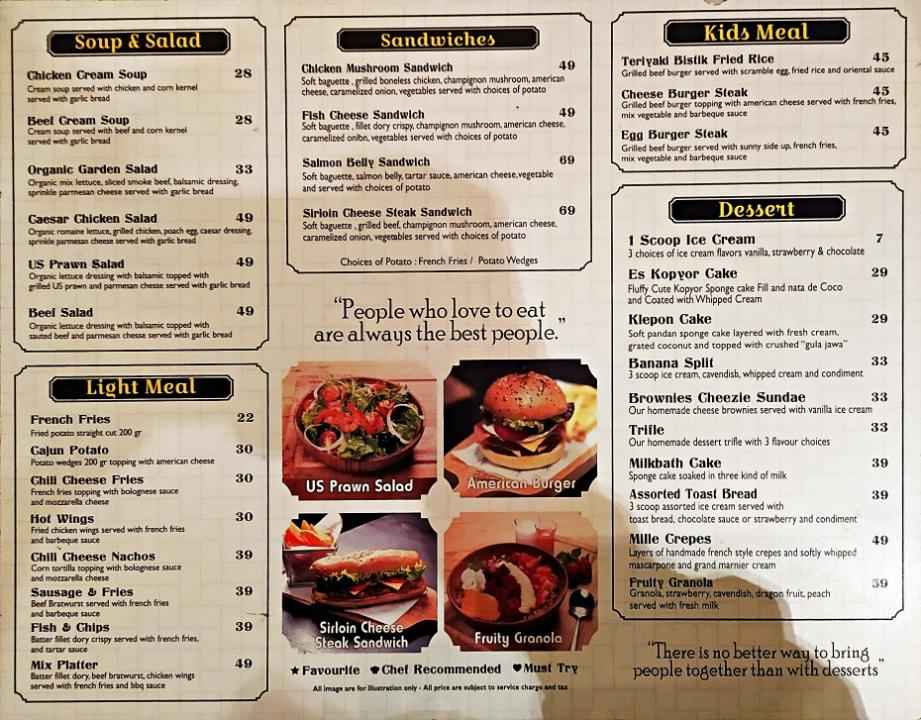 Soup & Salad
Chicken Cream Soup 28
Cream soup served with chicken and corn kernel
served with garlic bread
Beef Cream Soup 28
Cream soup served with beef and corn kernel
served with garlic bread
Organic Garden Salad 33
Organic mix lettuce, sliced smoke beef, balsamic dressing,
sprinkle parmesan cheese served with garlic bread
Caesar Chicken Salad 49
Organic romaine lettuce, grilled chicken, poach egg, caesar dressing,
sprinkle parmesan cheese served with garlic bread
US Prawn Salad 49
Organic lettuce dressing with balsamic topped with
grilled US prawn and parmesan cheese served with garlic bread
Beef Salad 49
Organic lettuce dressing with balsamic topped with
sauted beef and parmesan cheese served with garlic bread
Light Meal
French Fries 22
Fried potato straight cut 200 gr
Cajun Potato 30
Potato wedges 200 gr topping with american cheese
Chili Cheese Fries 30
French fries topping with bolognese sauce
and mozzarella cheese
Hot Wings 30
Fried chicken wings served with french fries
and barbeque sauce
Chili Cheese Nachos 39
Corn tortilla topping with bolognese sauce
and mozzarella cheese
Sausage & Fries 39
Beef Bratwurst served with french fries
and barbeque sauce
Fish & Chips 39
Batter fillet dory crispy served with french fries,
and tartar sauce
Mix Platter 49
Batter fillet dory, beef bratwurst, chicken wings
served with french fries and bbq sauce
Sandwiches
Chicken Mushroom Sandwich 49
Soft baguette , grilled boneless chicken, champignon mushroom, american
cheese, caramelized onion, vegetables served with choices of potato
Fish Cheese Sandwich 49
Soft baguette , fillet dory crispy, champignon mushroom, american cheese,
caramelized onion, vegetables served with choices of potato
Salmon Belly Sandwich 69
Soft baguette, salmon belly, tartar sauce, american cheese,vegetable
and served with choices of potato
Sirloin Cheese Steak Sandwich 69
Soft baguette , grilled beef, champignon mushroom, american cheese,
caramelized onion, vegetables served with choices of potato
Choices of Potato : French Fries / Potato Wedges
“People who love to eat
are always the best people.”
US Prawn Salad
American Burger
Sirloin Cheese
Steak Sandwich
Fruity Granola
★ Favourite Chef Recommended ♥ Must Try
All image are for illustration only - All price are subject to service charge and tax
Kids Meal
Teriyaki Bistik Fried Rice 45
Grilled beef burger served with scramble egg, fried rice and oriental sauce
Cheese Burger Steak 45
Grilled beef burger topping with american cheese served with french fries,
mix vegetable and barbeque sauce
Egg Burger Steak 45
Grilled beef burger served with sunny side up, french fries,
mix vegetable and barbeque sauce
Dessert
1 Scoop Ice Cream 7
3 choices of ice cream flavors vanilla, strawberry & chocolate
Es Kopyor Cake 29
Fluffy Cute Kopyor Sponge cake Fill and nata de Coco
and Coated with Whipped Cream
Klepon Cake 29
Soft pandan sponge cake layered with fresh cream,
grated coconut and topped with crushed "gula jawa"
Banana Split 33
3 scoop ice cream, cavendish, whipped cream and condiment
Brownies Cheezie Sundae 33
Our homemade cheese brownies served with vanilla ice cream
Trifle 33
Our homemade dessert trifle with 3 flavour choices
Milkbath Cake 39
Sponge cake soaked in three kind of milk
Assorted Toast Bread 39
3 scoop assorted ice cream served with
toast bread, chocolate sauce or strawberry and condiment
Mille Crepes 49
Layers of handmade french style crepes and softly whipped
mascarpone and grand marnier cream
Fruity Granola 59
Granola, strawberry, cavendish, dragon fruit, peach
served with fresh milk
“There is no better way to bring
people together than with desserts”